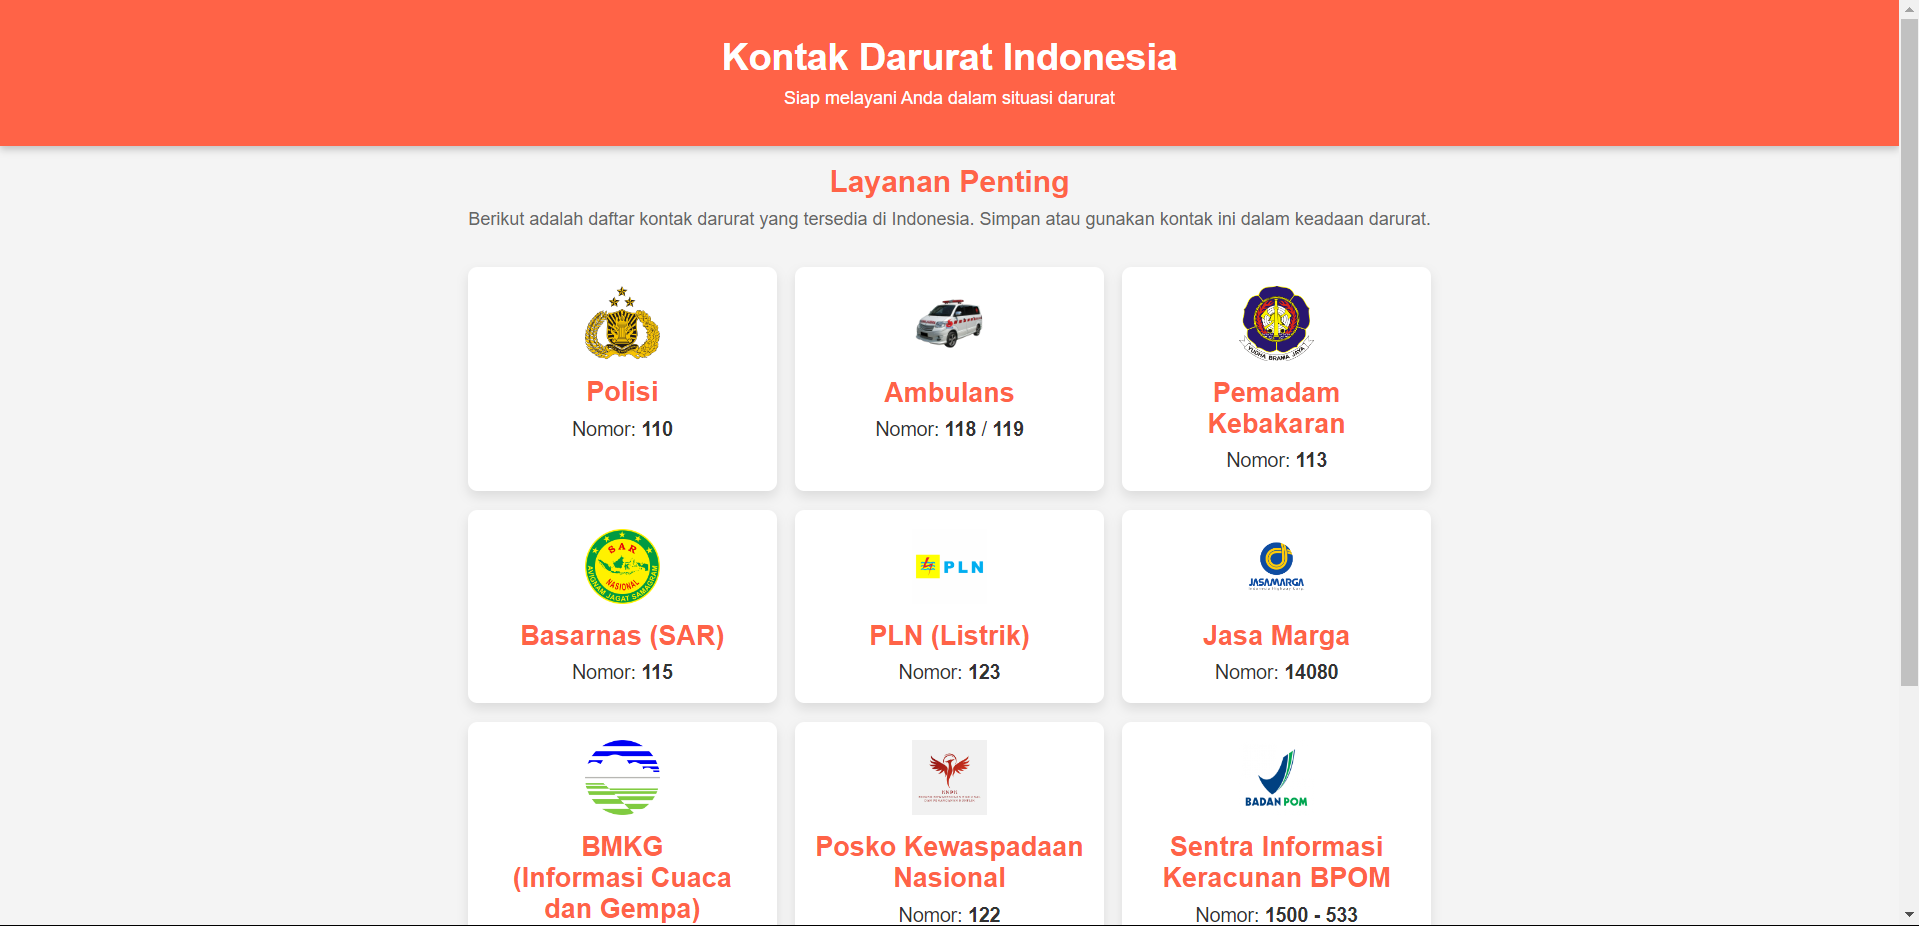 Kontak Darurat Indonesia
Siap melayani Anda dalam situasi darurat
Layanan Penting
Berikut adalah daftar kontak darurat yang tersedia di Indonesia. Simpan atau gunakan kontak ini dalam keadaan darurat.
YUDHA BRAMA JAYA
Polisi
Nomor: 110
Ambulans
Nomor: 118 / 119
Pemadam
Kebakaran
Nomor: 113
SAR
NASIONAL
AVIGNAM JAGAT SAMAGRAM
Basarnas (SAR)
Nomor: 115
PLN
PLN (Listrik)
Nomor: 123
JASAMARGA
Jasa Marga
Nomor: 14080
BMKG
(Informasi Cuaca
dan Gempa)
Posko Kewaspadaan
Nasional
Nomor: 122
BADAN POM
Sentra Informasi
Keracunan BPOM
Nomor: 1500 - 533